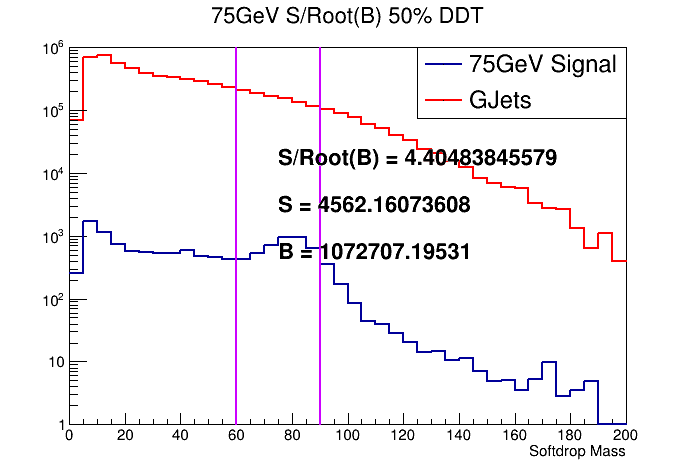 75GeV S/Root(B) 50% DDT
75GeV Signal
GJets
S/Root(B) = 4.40483845579
S = 4562.16073608
B = 1072707.19531
10^6
10^5
10^4
10^3
10^2
10
1
0 20 40 60 80 100 120 140 160 180 200
Softdrop Mass